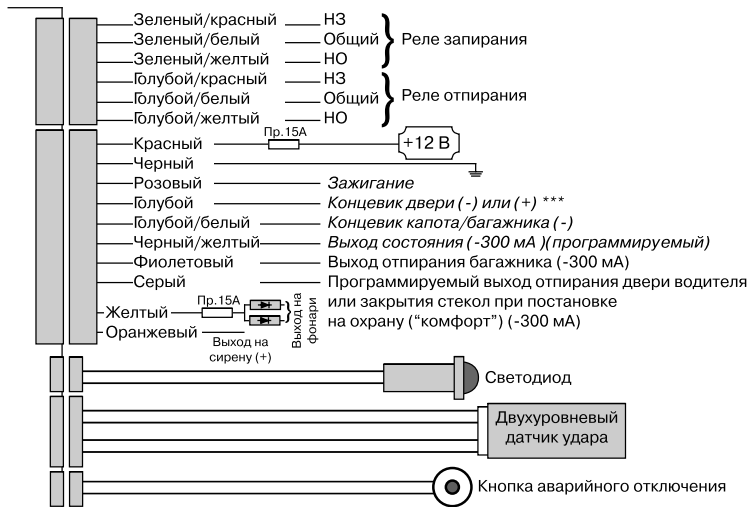 Зеленый/красный НЗ
Зеленый/белый Общий Реле запирания
Зеленый/желтый НО
Голубой/красный НЗ
Голубой/белый Общий Реле отпирания
Голубой/желтый НО
Красный Пр.15А +12 В
Черный
Розовый Зажигание
Голубой Концевик двери (-) или (+) ***
Голубой/белый Концевик капота/багажника (-)
Черный/желтый Выход состояния (-300 мА )(программируемый)
Фиолетовый Выход отпирания багажника (-300 мА)
Серый Программируемый выход отпирания двери водителя
или закрытия стекол при постановке
на охрану (“комфорт”) (-300 мА)
Желтый Пр.15А Выход на
фонари
Оранжевый Выход на
сирену (+)
Светодиод
Двухуровневый
датчик удара
Кнопка аварийного отключения